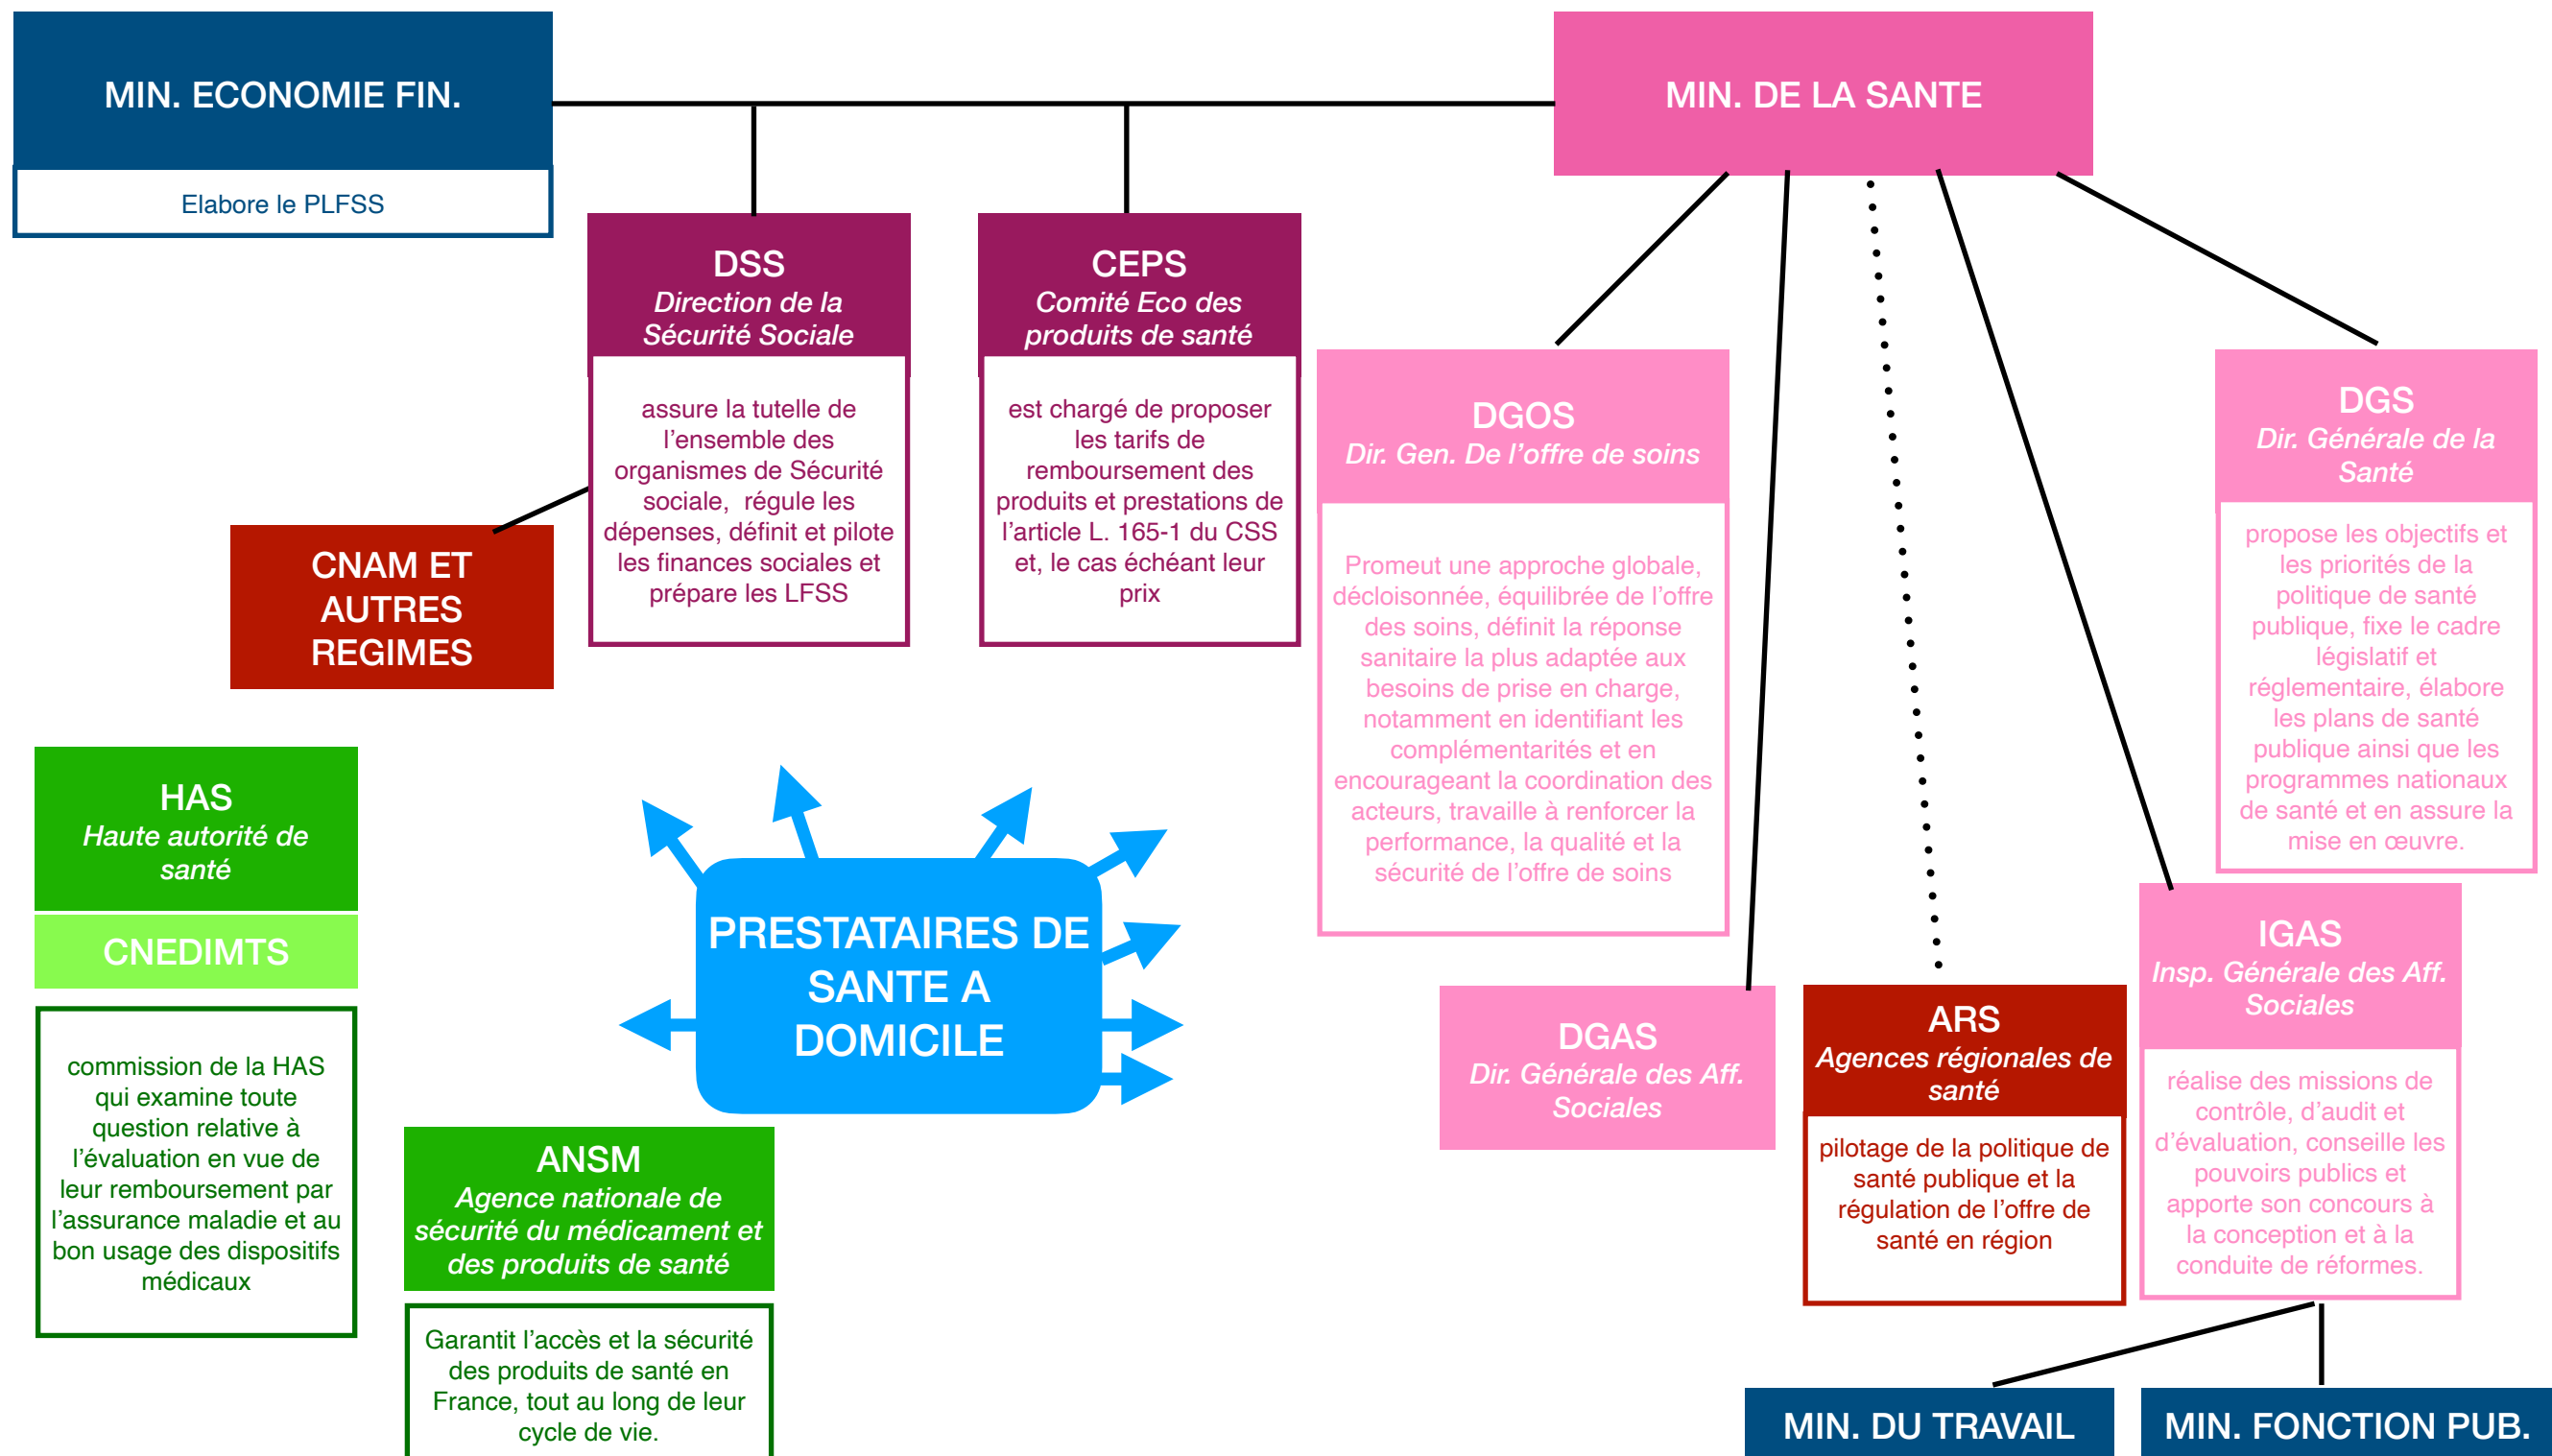 MIN. ECONOMIE FIN.
Elabore le PLFSS
MIN. DE LA SANTE
DSS
Direction de la
Sécurité Sociale
assure la tutelle de
l’ensemble des
organismes de Sécurité
sociale,  régule les
dépenses, définit et pilote
les finances sociales et
prépare les LFSS
CEPS
Comité Eco des
produits de santé
est chargé de proposer
les tarifs de
remboursement des
produits et prestations de
l’article L. 165-1 du CSS
et, le cas échéant leur
prix
DGOS
Dir. Gen. De l’offre de soins
Promeut une approche globale,
décloisonnée, équilibrée de l’offre
des soins, définit la réponse
sanitaire la plus adaptée aux
besoins de prise en charge,
notamment en identifiant les
complémentarités et en
encourageant la coordination des
acteurs, travaille à renforcer la
performance, la qualité et la
sécurité de l’offre de soins
DGS
Dir. Générale de la
Santé
propose les objectifs et
les priorités de la
politique de santé
publique, fixe le cadre
législatif et
réglementaire, élabore
les plans de santé
publique ainsi que les
programmes nationaux
de santé et en assure la
mise en œuvre.
CNAM ET
AUTRES
REGIMES
HAS
Haute autorité de
santé
CNEDIMTS
commission de la HAS
qui examine toute
question relative à
l’évaluation en vue de
leur remboursement par
l’assurance maladie et au
bon usage des dispositifs
médicaux
PRESTATAIRES DE
SANTE A
DOMICILE
ANSM
Agence nationale de
sécurité du médicament et
des produits de santé
Garantit l’accès et la sécurité
des produits de santé en
France, tout au long de leur
cycle de vie.
DGAS
Dir. Générale des Aff.
Sociales
ARS
Agences régionales de
santé
pilotage de la politique de
santé publique et la
régulation de l’offre de
santé en région
IGAS
Insp. Générale des Aff.
Sociales
réalise des missions de
contrôle, d’audit et
d’évaluation, conseille les
pouvoirs publics et
apporte son concours à
la conception et à la
conduite de réformes.
MIN. DU TRAVAIL
MIN. FONCTION PUB.